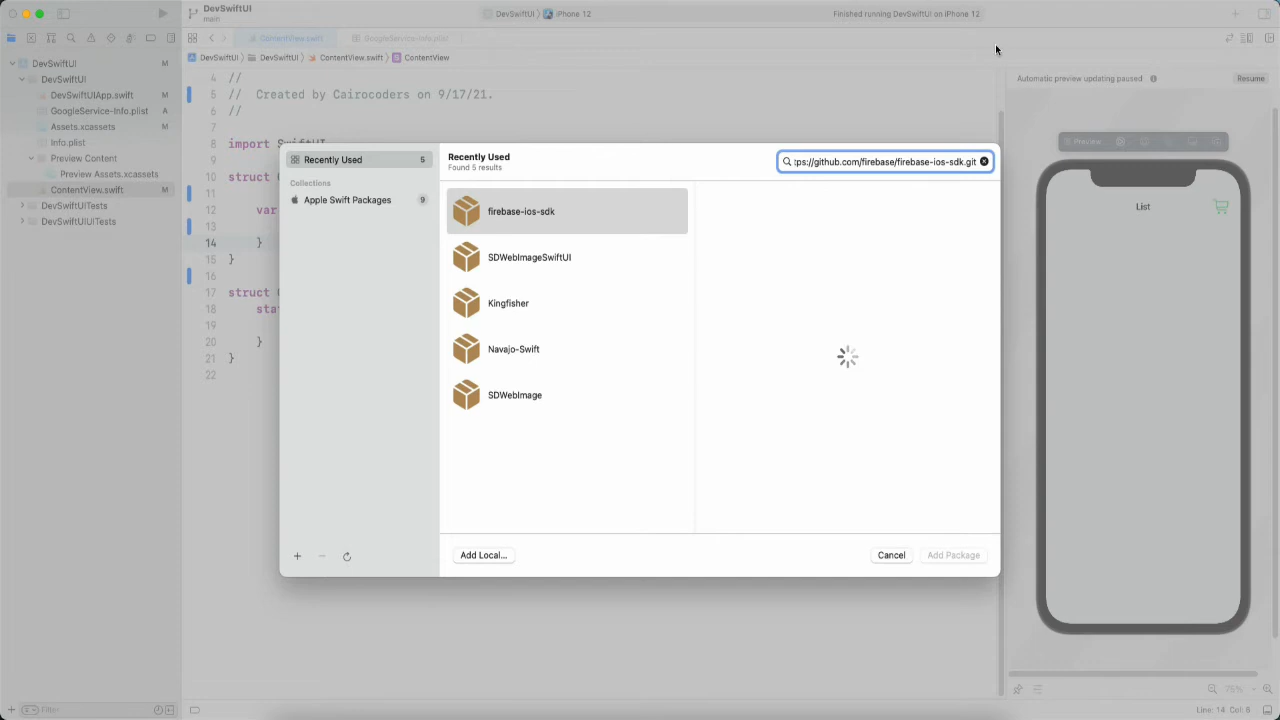 DevSwiftUI
main
DevSwiftUI
iPhone 12
Finished running DevSwiftUI on iPhone 12
ContentView.swift
GoogleService-Info.plist
DevSwiftUI
DevSwiftUI
ContentView.swift
ContentView
DevSwiftUI M
DevSwiftUI
DevSwiftUIApp.swift M
GoogleService-Info.plist A
Assets.xcassets M
Info.plist
Preview Content
Preview Assets.xcassets
ContentView.swift M
DevSwiftUITests
DevSwiftUIUITests
Filter
4 //
5 // Created by Cairocoders on 9/17/21.
6 //
7
8 import SwiftUI
9
10 struct
11
12 var
13
14 }
15 }
16
17 struct
18
19
20 }
21 }
22
Recently Used 5
Collections
Apple Swift Packages 9
Recently Used
Found 5 results
:ps://github.com/firebase/firebase-ios-sdk.git
firebase-ios-sdk
SDWebImageSwiftUI
Kingfisher
Navajo-Swift
SDWebImage
Add Local...
Cancel
Add Package
Automatic preview updating paused
Resume
Preview
List
75%
Line: 14 Col: 6